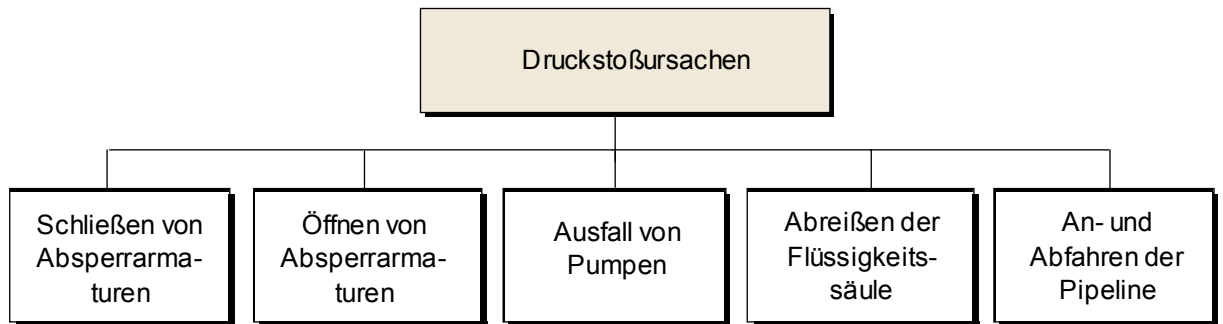 Druckstoßursachen
Schließen von
Absperrarma-
turen
Öffnen von
Absperrarma-
turen
Ausfall von
Pumpen
Abreißen der
Flüssigkeits-
säule
An- und
Abfahren der
Pipeline